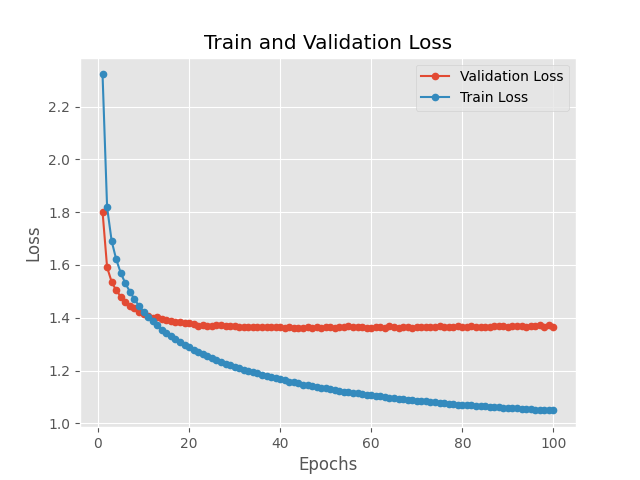 Train and Validation Loss
Validation Loss
Train Loss
2.2
2.0
1.8
1.6
1.4
1.2
1.0
Loss
0
20
40
60
80
100
Epochs